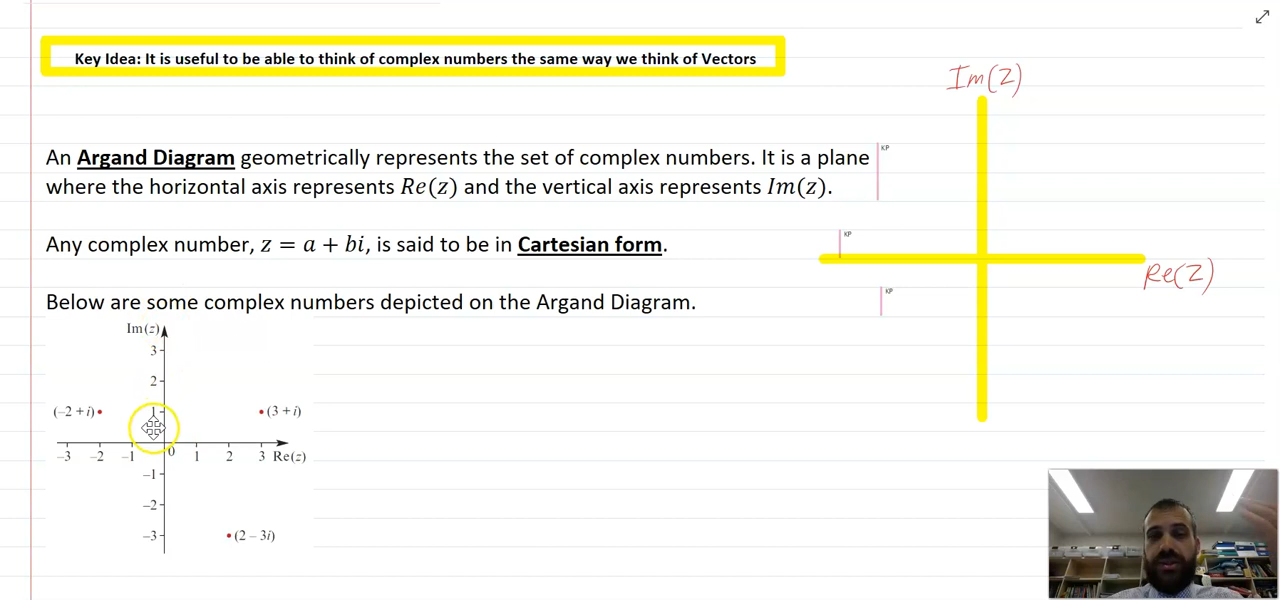 Key Idea: It is useful to be able to think of complex numbers the same way we think of Vectors
Im(Z)
An Argand Diagram geometrically represents the set of complex numbers. It is a plane
KP
where the horizontal axis represents Re(z) and the vertical axis represents Im(z).
Any complex number, z = a + bi, is said to be in Cartesian form.
KP
Re(Z)
Below are some complex numbers depicted on the Argand Diagram.
KP
Im(z)
3
2
(–2 + i)
1
(3 + i)
–3 –2 –1 0 1 2 3 Re(z)
–1
–2
–3
(2 – 3i)